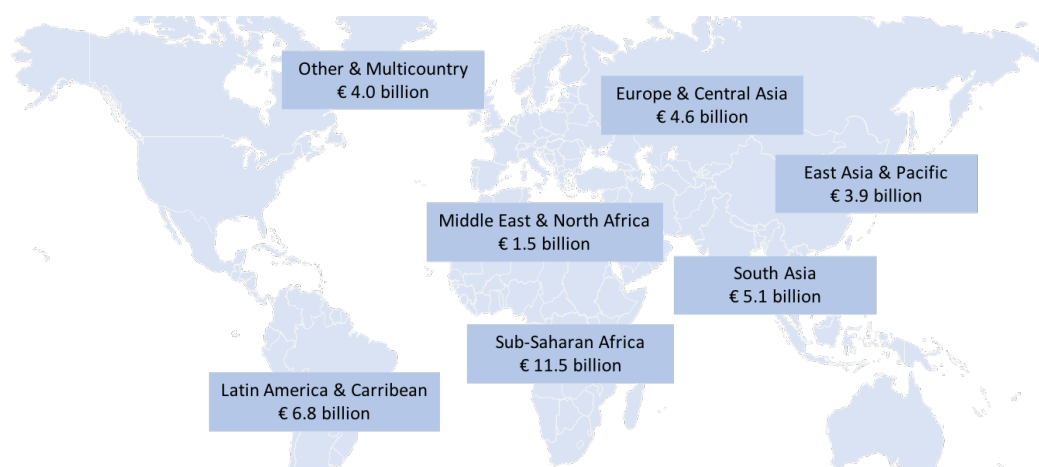 Other & Multicountry
€ 4.0 billion
Europe & Central Asia
€ 4.6 billion
East Asia & Pacific
€ 3.9 billion
Middle East & North Africa
€ 1.5 billion
South Asia
€ 5.1 billion
Sub-Saharan Africa
€ 11.5 billion
Latin America & Carribean
€ 6.8 billion